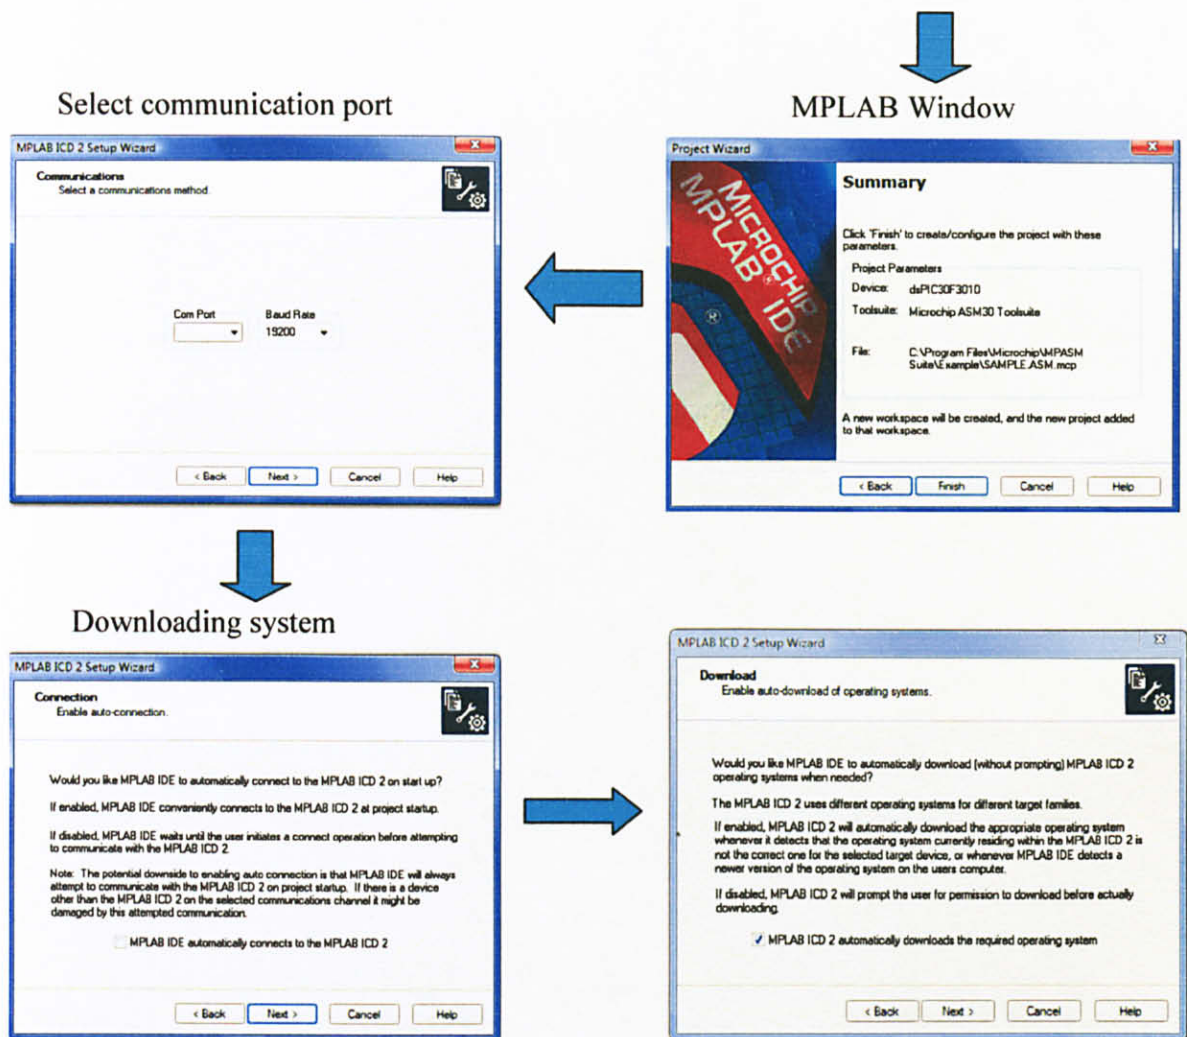 MPLAB Window
Project Wizard
MICROCHIP
MPLAB® IDE
®
Summary
Click 'Finish' to create/configure the project with these
parameters.
Project Parameters
Device: dsPIC30F3010
Toolsuite: Microchip ASM30 Toolsuite
File: C:\Program Files\Microchip\MPASM
Suite\Example\SAMPLE.ASM.mcp
A new workspace will be created, and the new project added
to that workspace.
< Back Finish Cancel Help
Select communication port
MPLAB ICD 2 Setup Wizard
Communications
Select a communications method.
Com Port Baud Rate
19200
< Back Next > Cancel Help
Downloading system
MPLAB ICD 2 Setup Wizard
Connection
Enable auto-connection.
Would you like MPLAB IDE to automatically connect to the MPLAB ICD 2 on start up?
If enabled, MPLAB IDE conveniently connects to the MPLAB ICD 2 at project startup.
If disabled, MPLAB IDE waits until the user initiates a connect operation before attempting
to communicate with the MPLAB ICD 2.
Note: The potential downside to enabling auto connection is that MPLAB IDE will always
attempt to communicate with the MPLAB ICD 2 on project startup. If there is a device
other than the MPLAB ICD 2 on the selected communications channel it might be
damaged by this attempted communication.
MPLAB IDE automatically connects to the MPLAB ICD 2
< Back Next > Cancel Help
MPLAB ICD 2 Setup Wizard
Download
Enable auto-download of operating systems.
Would you like MPLAB IDE to automatically download (without prompting) MPLAB ICD 2
operating systems when needed?
The MPLAB ICD 2 uses different operating systems for different target families.
If enabled, MPLAB ICD 2 will automatically download the appropriate operating system
whenever it detects that the operating system currently residing within the MPLAB ICD 2 is
not the correct one for the selected target device, or whenever MPLAB IDE detects a
newer version of the operating system on the users computer.
If disabled, MPLAB ICD 2 will prompt the user for permission to download before actually
downloading.
MPLAB ICD 2 automatically downloads the required operating system
< Back Next > Cancel Help